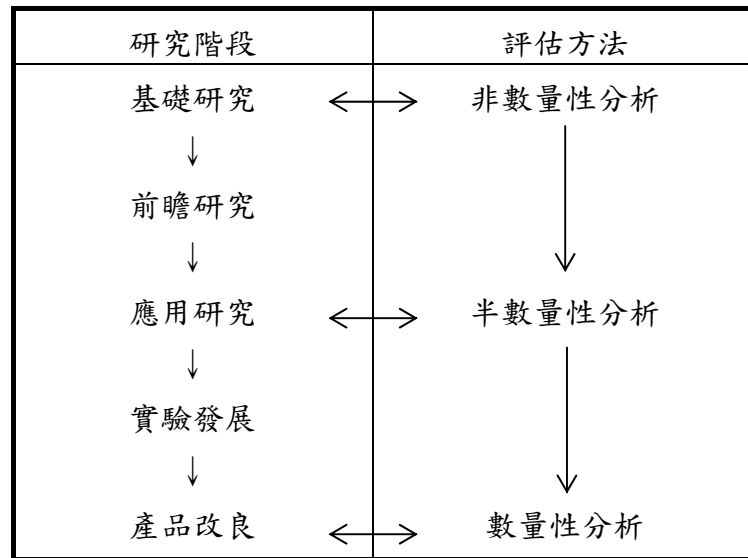 研究階段 評估方法
基礎研究 非數量性分析
前瞻研究
應用研究 半數量性分析
實驗發展
產品改良 數量性分析